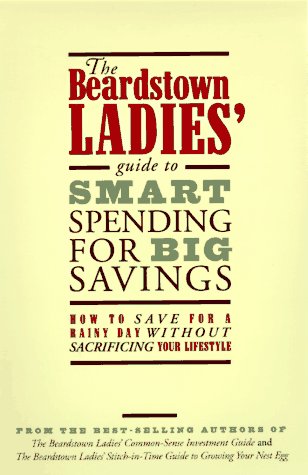 The
Beardstown
LADIES'
guide to
SMART
SPENDING
FOR BIG
SAVINGS
HOW TO SAVE FOR A
RAINY DAY WITHOUT
SACRIFICING YOUR LIFESTYLE
FROM THE BEST-SELLING AUTHORS OF
The Beardstown Ladies' Common-Sense Investment Guide and
The Beardstown Ladies' Stitch-in-Time Guide to Growing Your Nest Egg